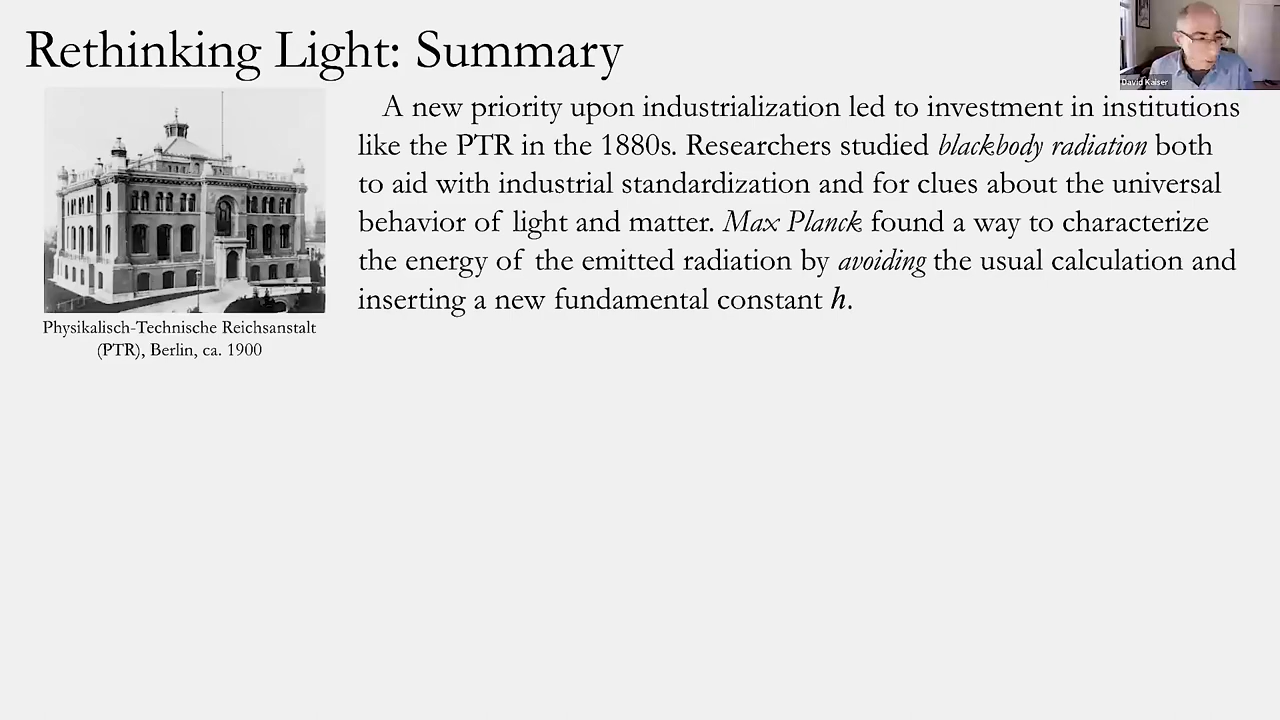 Rethinking Light: Summary
David Kaiser
A new priority upon industrialization led to investment in institutions
like the PTR in the 1880s. Researchers studied blackbody radiation both
to aid with industrial standardization and for clues about the universal
behavior of light and matter. Max Planck found a way to characterize
the energy of the emitted radiation by avoiding the usual calculation and
inserting a new fundamental constant h.
Physikalisch-Technische Reichsanstalt
(PTR), Berlin, ca. 1900